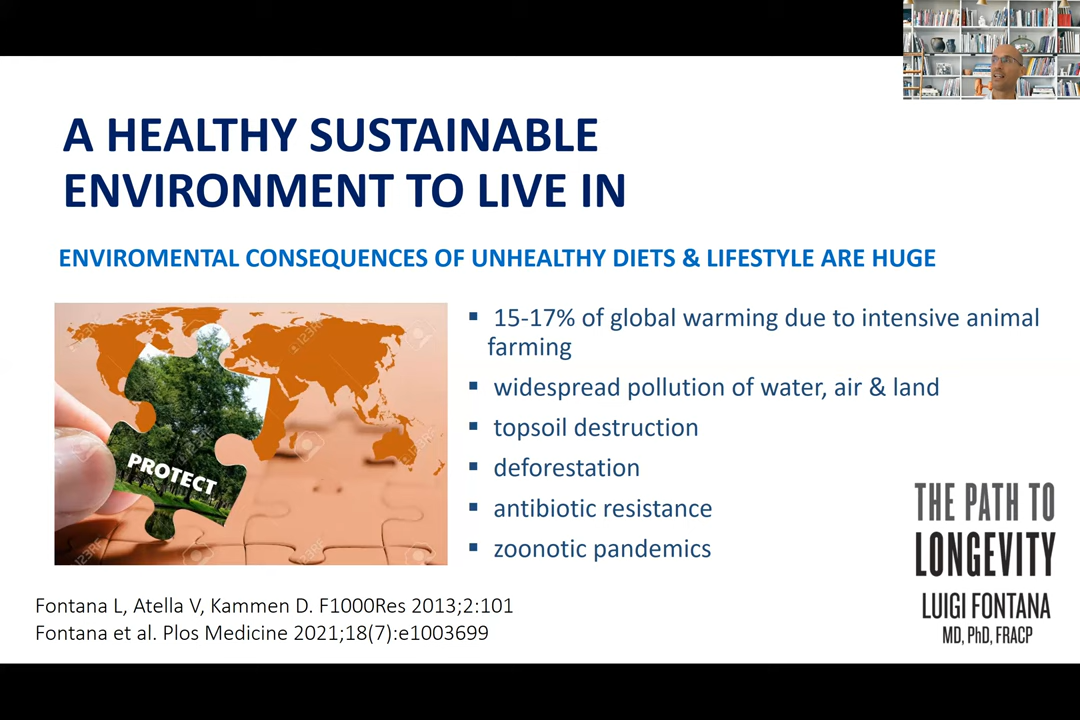 A HEALTHY SUSTAINABLE
ENVIRONMENT TO LIVE IN
ENVIROMENTAL CONSEQUENCES OF UNHEALTHY DIETS & LIFESTYLE ARE HUGE
PROTECT
123RF
▪ 15-17% of global warming due to intensive animal
farming
▪ widespread pollution of water, air & land
▪ topsoil destruction
▪ deforestation
▪ antibiotic resistance
▪ zoonotic pandemics
THE PATH TO
LONGEVITY
LUIGI FONTANA
MD, PhD, FRACP
Fontana L, Atella V, Kammen D. F1000Res 2013;2:101
Fontana et al. Plos Medicine 2021;18(7):e1003699